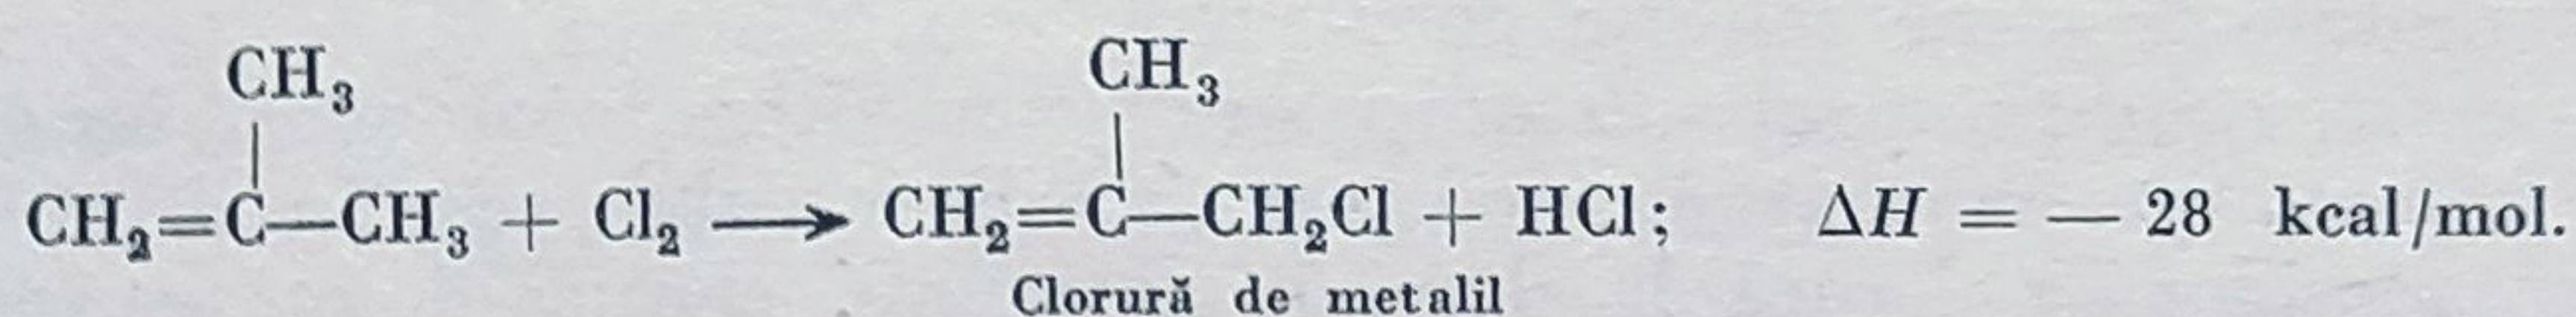 CH₃ CH₃
| |
CH₂=C—CH₃ + Cl₂ ⟶ CH₂=C—CH₂Cl + HCl; ΔH = — 28 kcal/mol.
Clorură de metalil